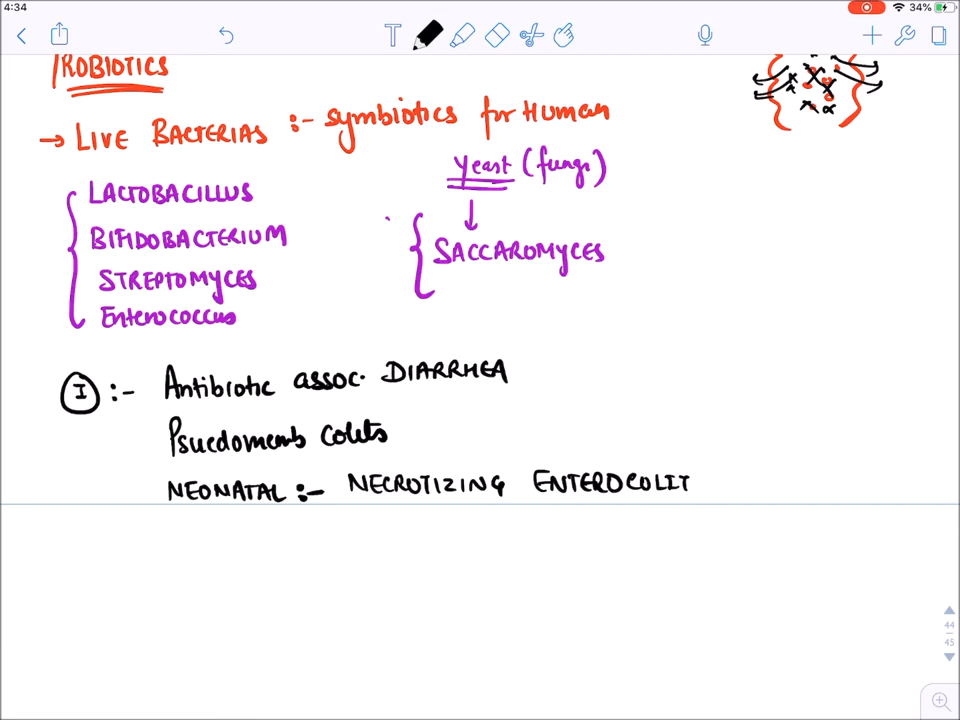 4:34
34%
T
PROBIOTICS
→ LIVE BACTERIAS :- symbiotics for Human
yeast (fungi)
↓
LACTOBACILLUS
BIFIDOBACTERIUM
STREPTOMYCES
Enterococcus
SACCAROMYCES
I :- Antibiotic assoc. DIARRHEA
Psuedomemb colits
NEONATAL :- NECROTIZING ENTEROCOLIT
44
45